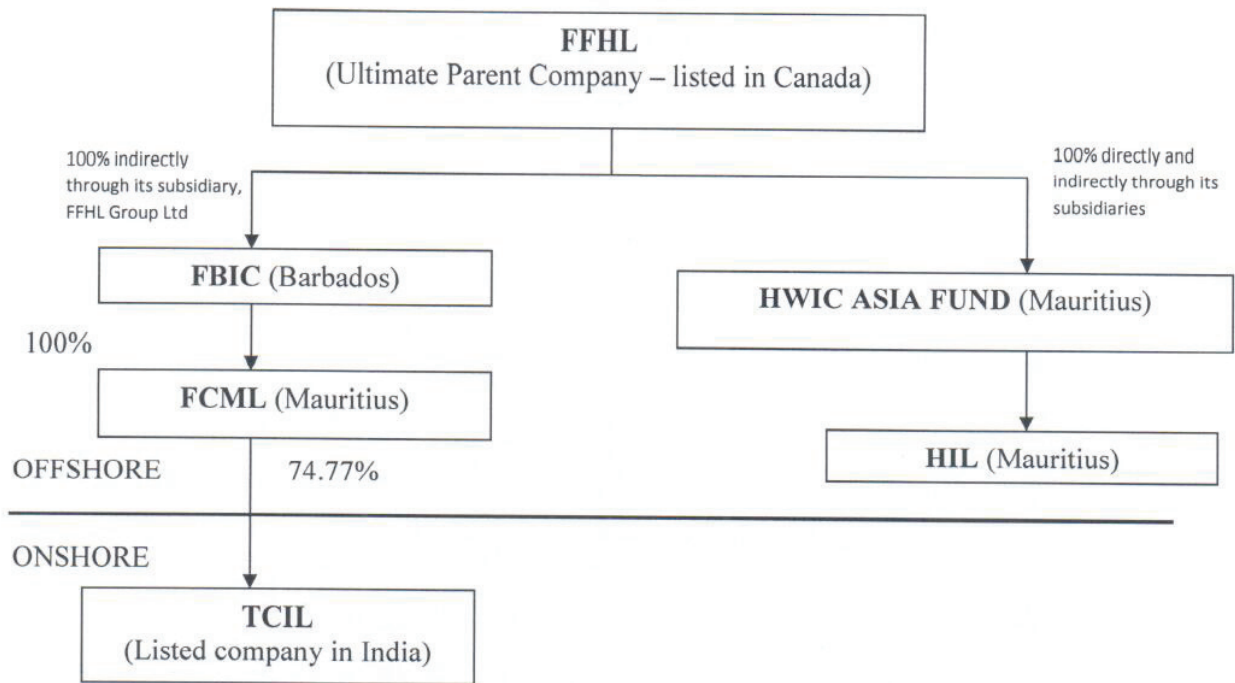 FFHL
(Ultimate Parent Company – listed in Canada)
100% indirectly
through its subsidiary,
FFHL Group Ltd
100% directly and
indirectly through its
subsidiaries
FBIC (Barbados)
HWIC ASIA FUND (Mauritius)
100%
FCML (Mauritius)
HIL (Mauritius)
OFFSHORE
74.77%
ONSHORE
TCIL
(Listed company in India)